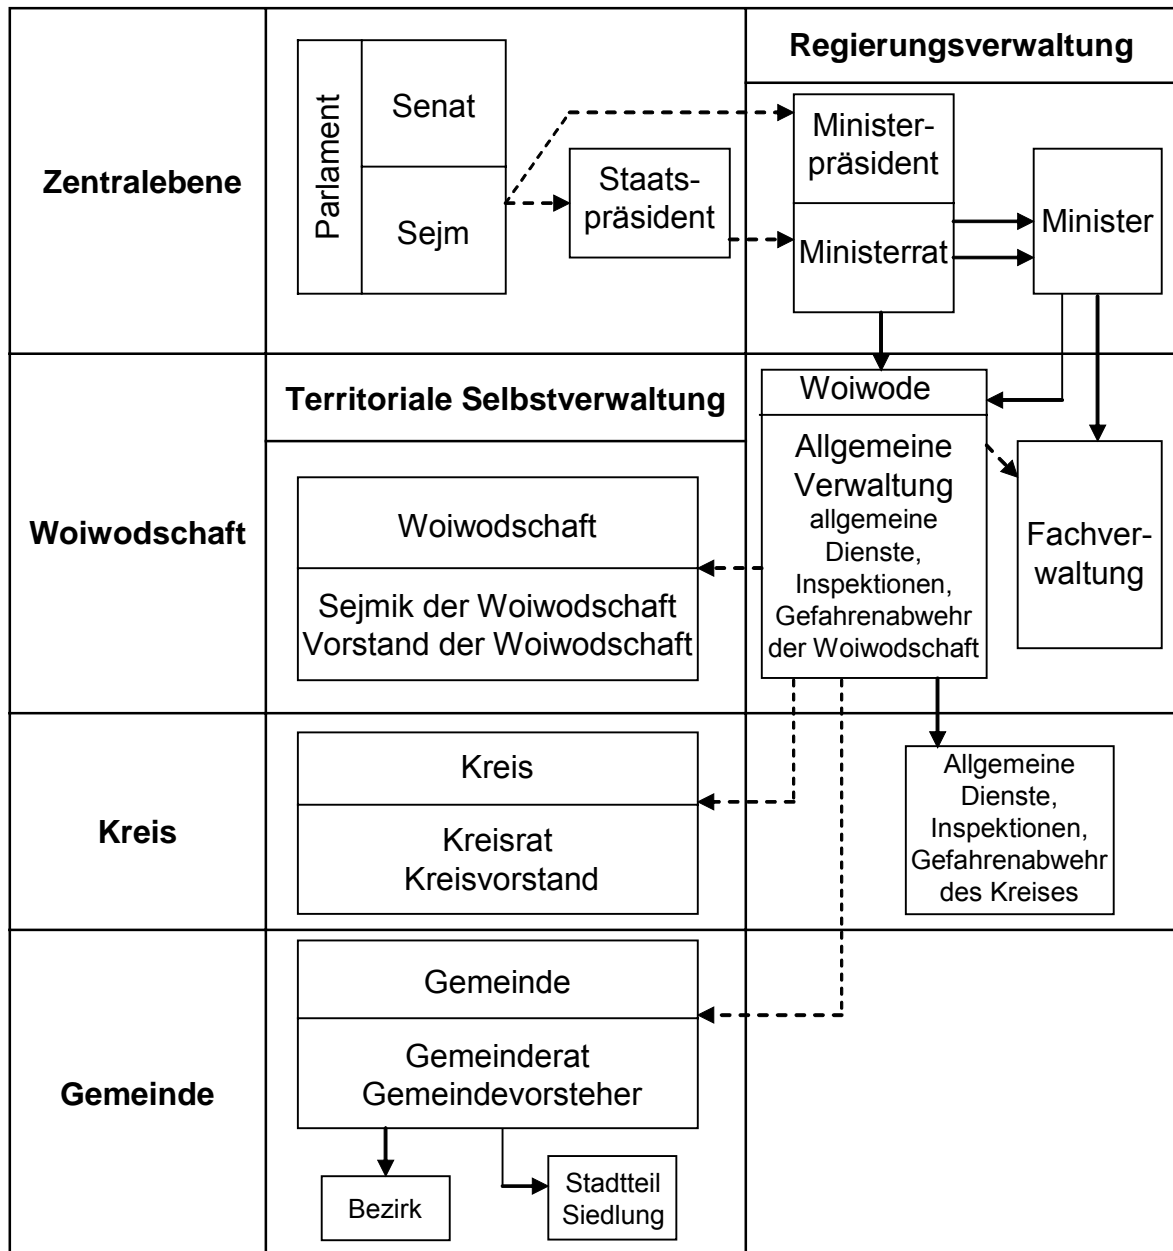 Regierungsverwaltung
Zentralebene
Parlament
Senat
Sejm
Staats-
präsident
Minister-
präsident
Ministerrat
Minister
Woiwodschaft
Territoriale Selbstverwaltung
Woiwodschaft
Sejmik der Woiwodschaft
Vorstand der Woiwodschaft
Woiwode
Allgemeine
Verwaltung
allgemeine
Dienste,
Inspektionen,
Gefahrenabwehr
der Woiwodschaft
Fachver-
waltung
Kreis
Kreis
Kreisrat
Kreisvorstand
Allgemeine
Dienste,
Inspektionen,
Gefahrenabwehr
des Kreises
Gemeinde
Gemeinde
Gemeinderat
Gemeindevorsteher
Bezirk
Stadtteil
Siedlung